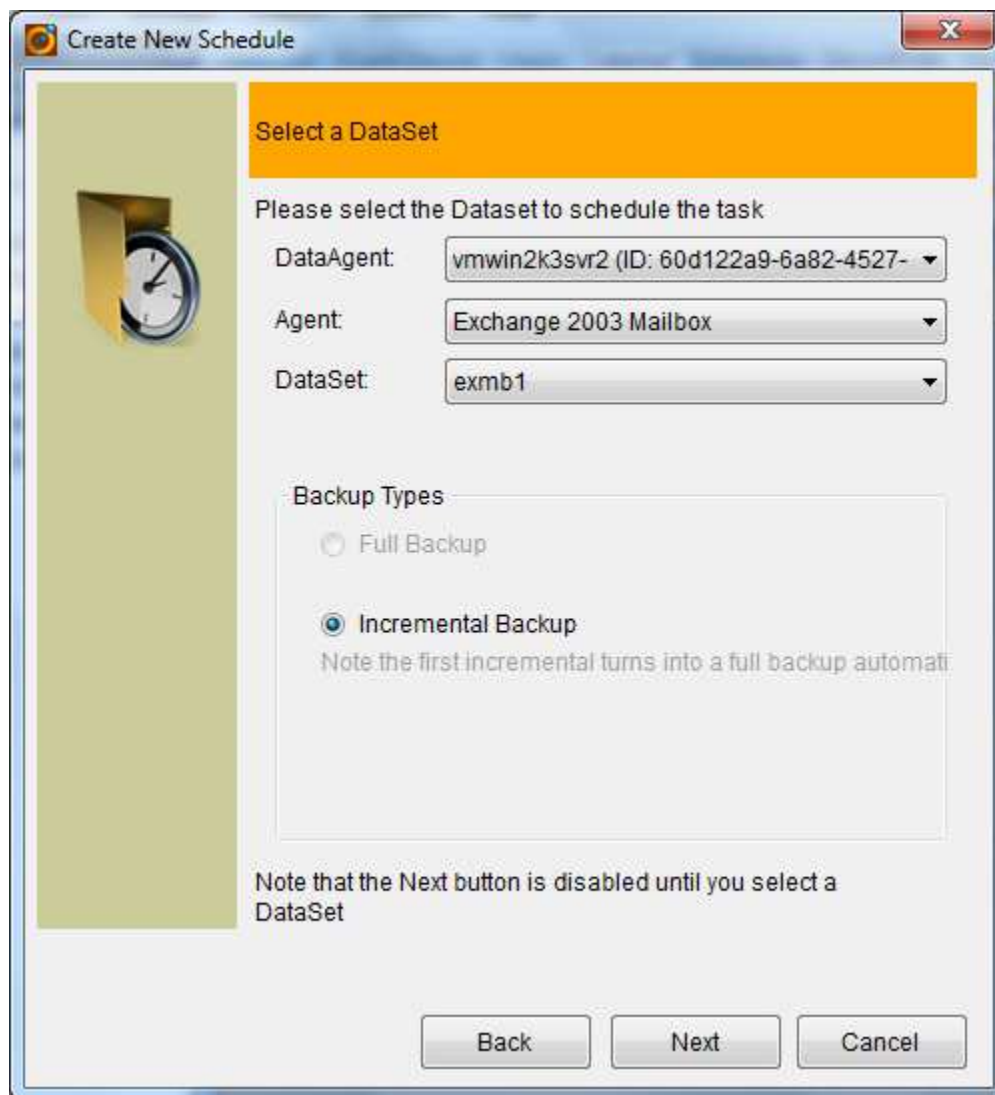 Create New Schedule
Select a DataSet
Please select the Dataset to schedule the task
DataAgent:
vmwin2k3svr2 (ID: 60d122a9-6a82-4527-
Agent:
Exchange 2003 Mailbox
DataSet:
exmb1
Backup Types
Full Backup
Incremental Backup
Note the first incremental turns into a full backup automati
Note that the Next button is disabled until you select a
DataSet
Back
Next
Cancel